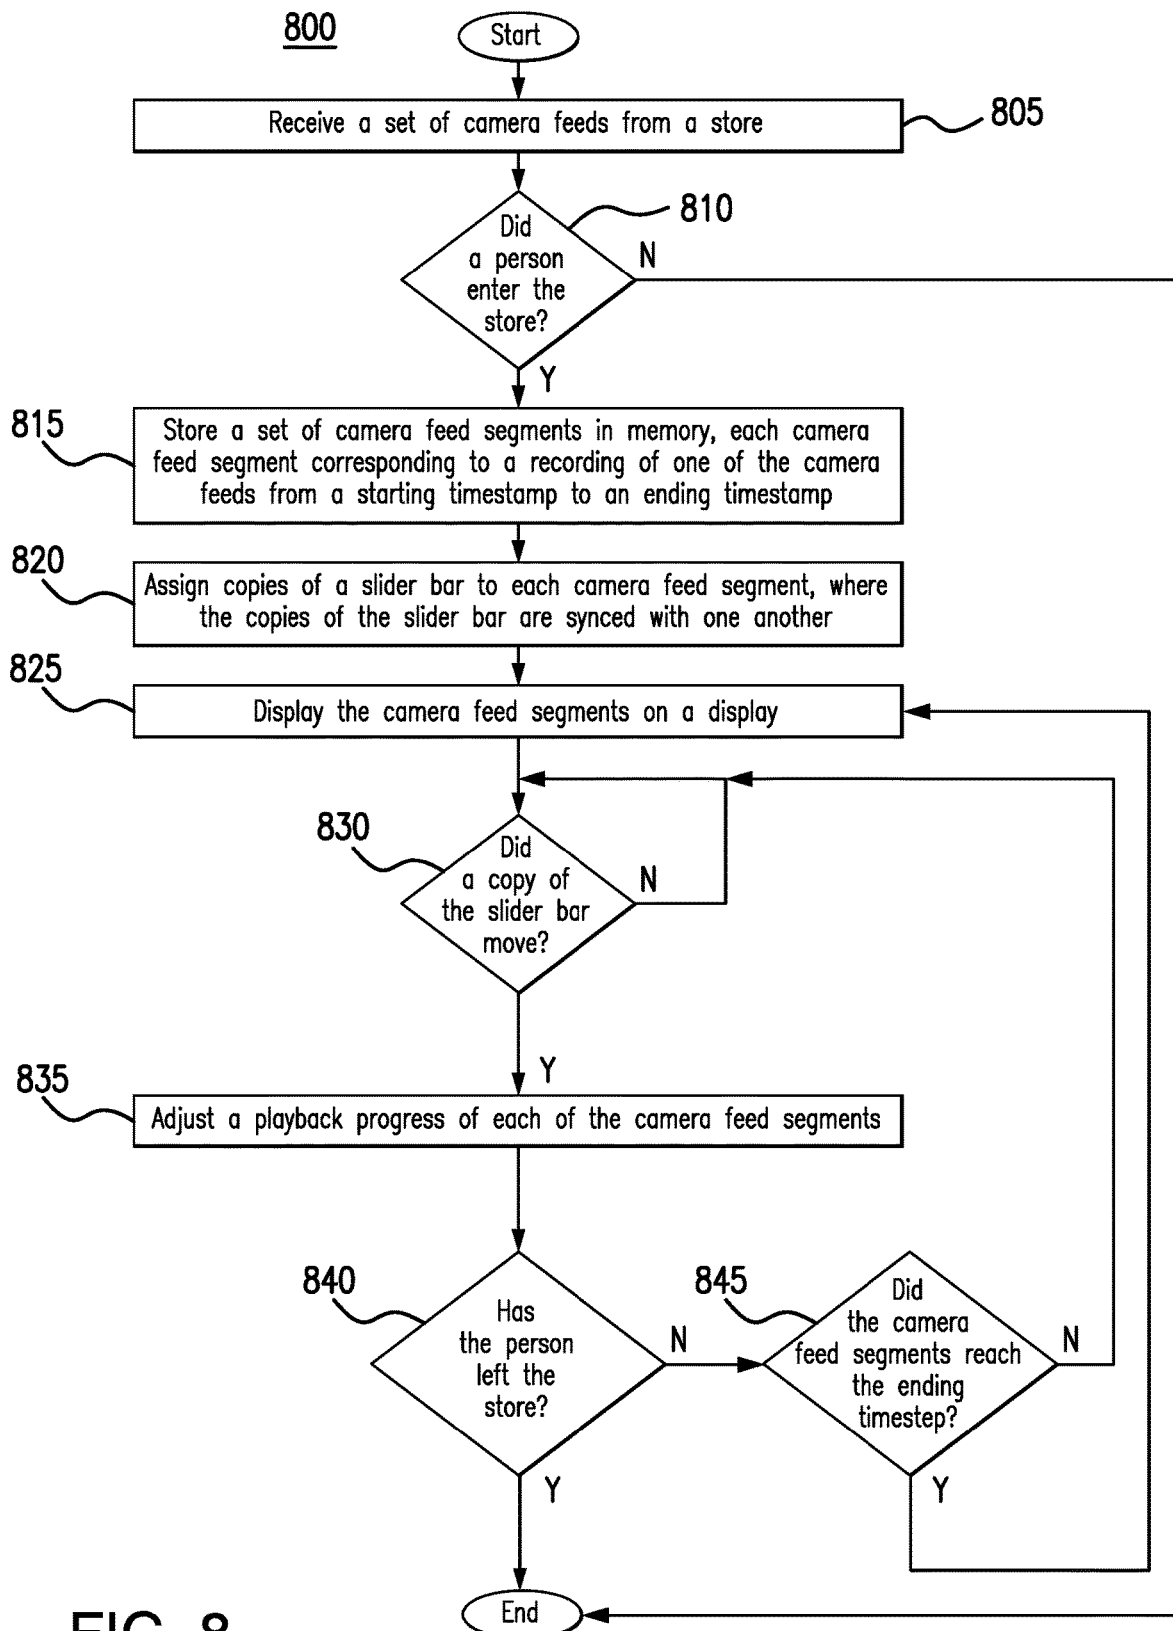 800
Start
Receive a set of camera feeds from a store
805
810
Did
a person
enter the
store?
N
Y
815
Store a set of camera feed segments in memory, each camera
feed segment corresponding to a recording of one of the camera
feeds from a starting timestamp to an ending timestamp
820
Assign copies of a slider bar to each camera feed segment, where
the copies of the slider bar are synced with one another
825
Display the camera feed segments on a display
830
Did
a copy of
the slider bar
move?
N
Y
835
Adjust a playback progress of each of the camera feed segments
840
Has
the person
left the
store?
N
Y
845
Did
the camera
feed segments reach
the ending
timestep?
N
Y
End
FIG. 8